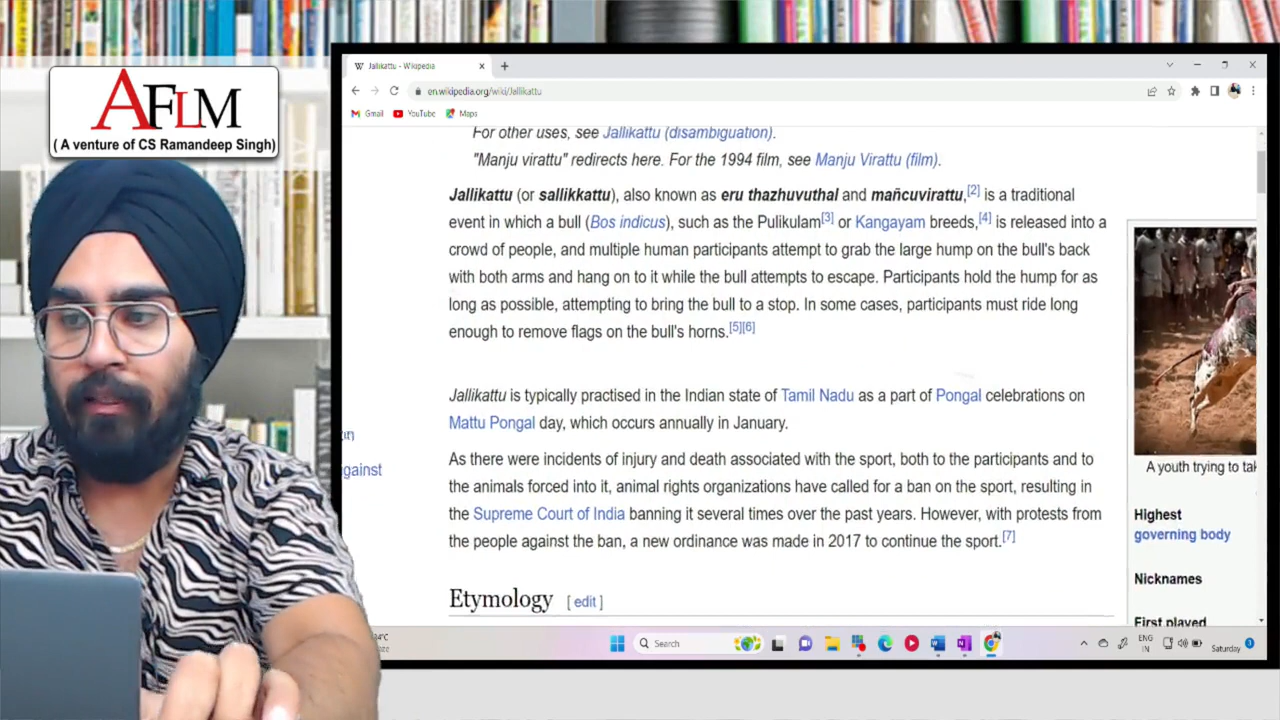 AFLM
( A venture of CS Ramandeep Singh)
Jallikattu - Wikipedia
en.wikipedia.org/wiki/Jallikattu
Gmail YouTube Maps
For other uses, see Jallikattu (disambiguation).
"Manju virattu" redirects here. For the 1994 film, see Manju Virattu (film).
Jallikattu (or sallikkattu), also known as eru thazhuvuthal and mañcuvirattu,[2] is a traditional
event in which a bull (Bos indicus), such as the Pulikulam[3] or Kangayam breeds,[4] is released into a
crowd of people, and multiple human participants attempt to grab the large hump on the bull's back
with both arms and hang on to it while the bull attempts to escape. Participants hold the hump for as
long as possible, attempting to bring the bull to a stop. In some cases, participants must ride long
enough to remove flags on the bull's horns.[5][6]
Jallikattu is typically practised in the Indian state of Tamil Nadu as a part of Pongal celebrations on
Mattu Pongal day, which occurs annually in January.
against
As there were incidents of injury and death associated with the sport, both to the participants and to
the animals forced into it, animal rights organizations have called for a ban on the sport, resulting in
the Supreme Court of India banning it several times over the past years. However, with protests from
the people against the ban, a new ordinance was made in 2017 to continue the sport.[7]
Etymology [ edit ]
A youth trying to tak
Highest
governing body
Nicknames
First played
Search
ENG
IN
Saturday